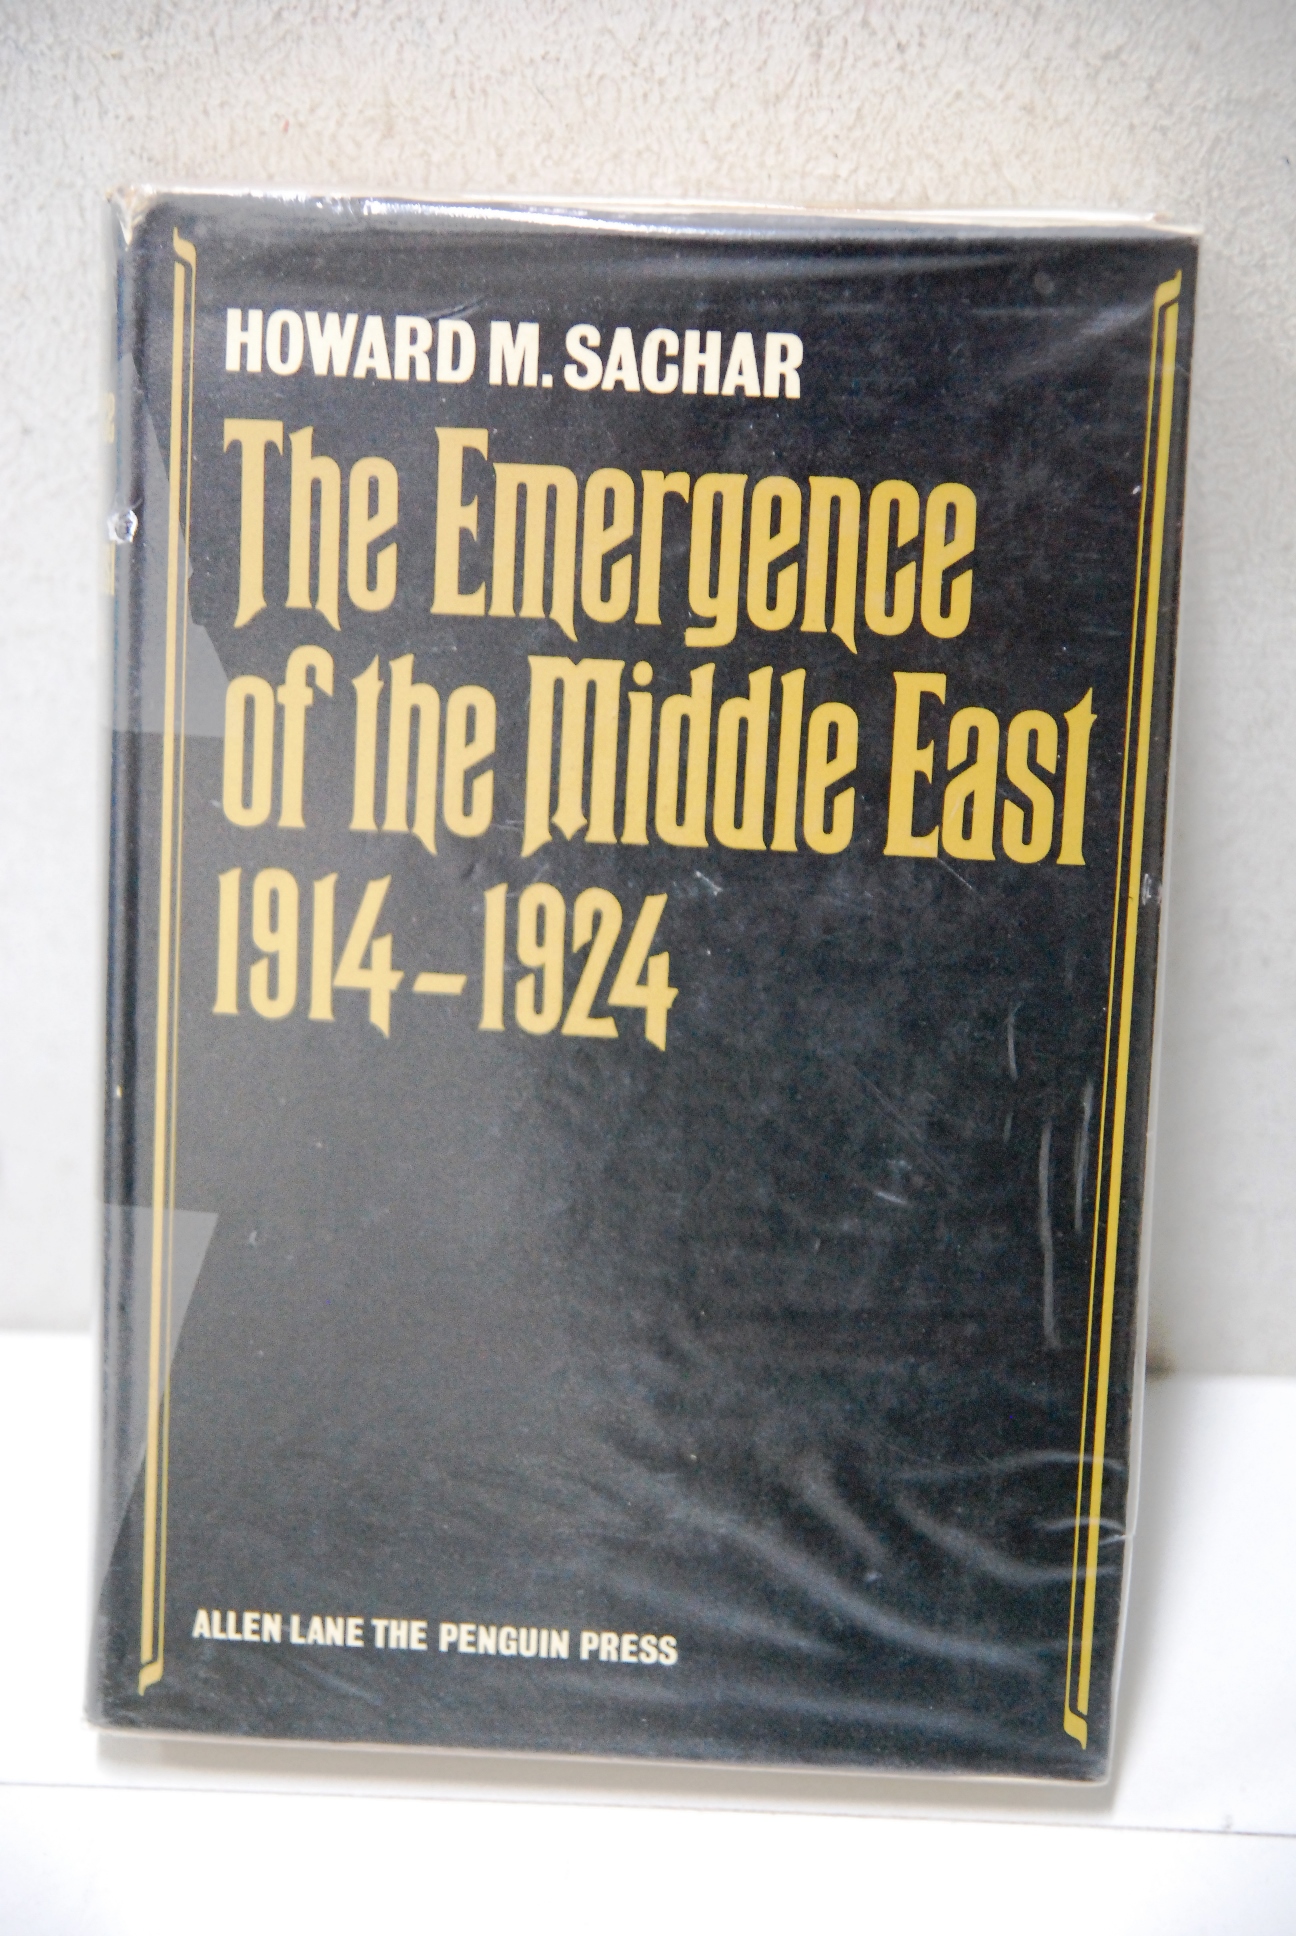 HOWARD M. SACHAR
The Emergence
of the Middle East
1914–1924
ALLEN LANE THE PENGUIN PRESS